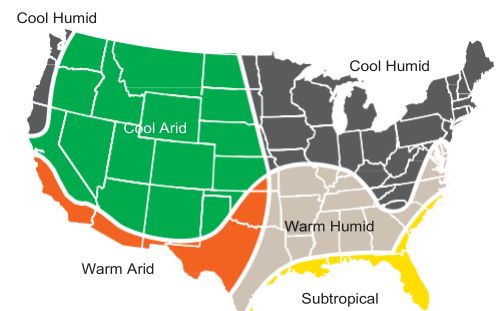 Cool Humid
Cool Humid
Cool Arid
Warm Humid
Warm Arid
Subtropical